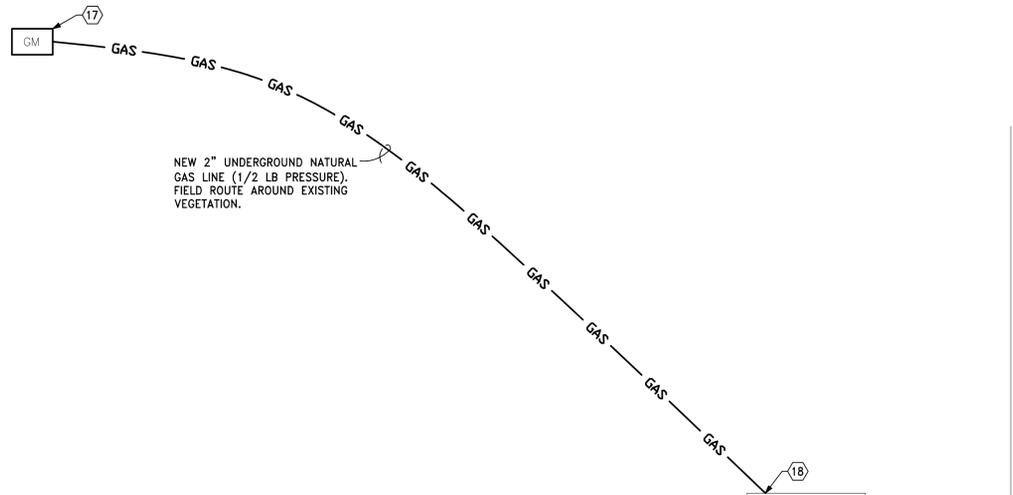 17
GM
GAS
GAS
GAS
GAS
NEW 2" UNDERGROUND NATURAL
GAS LINE (1/2 LB PRESSURE).
FIELD ROUTE AROUND EXISTING
VEGETATION.
GAS
GAS
GAS
GAS
GAS
GAS
18